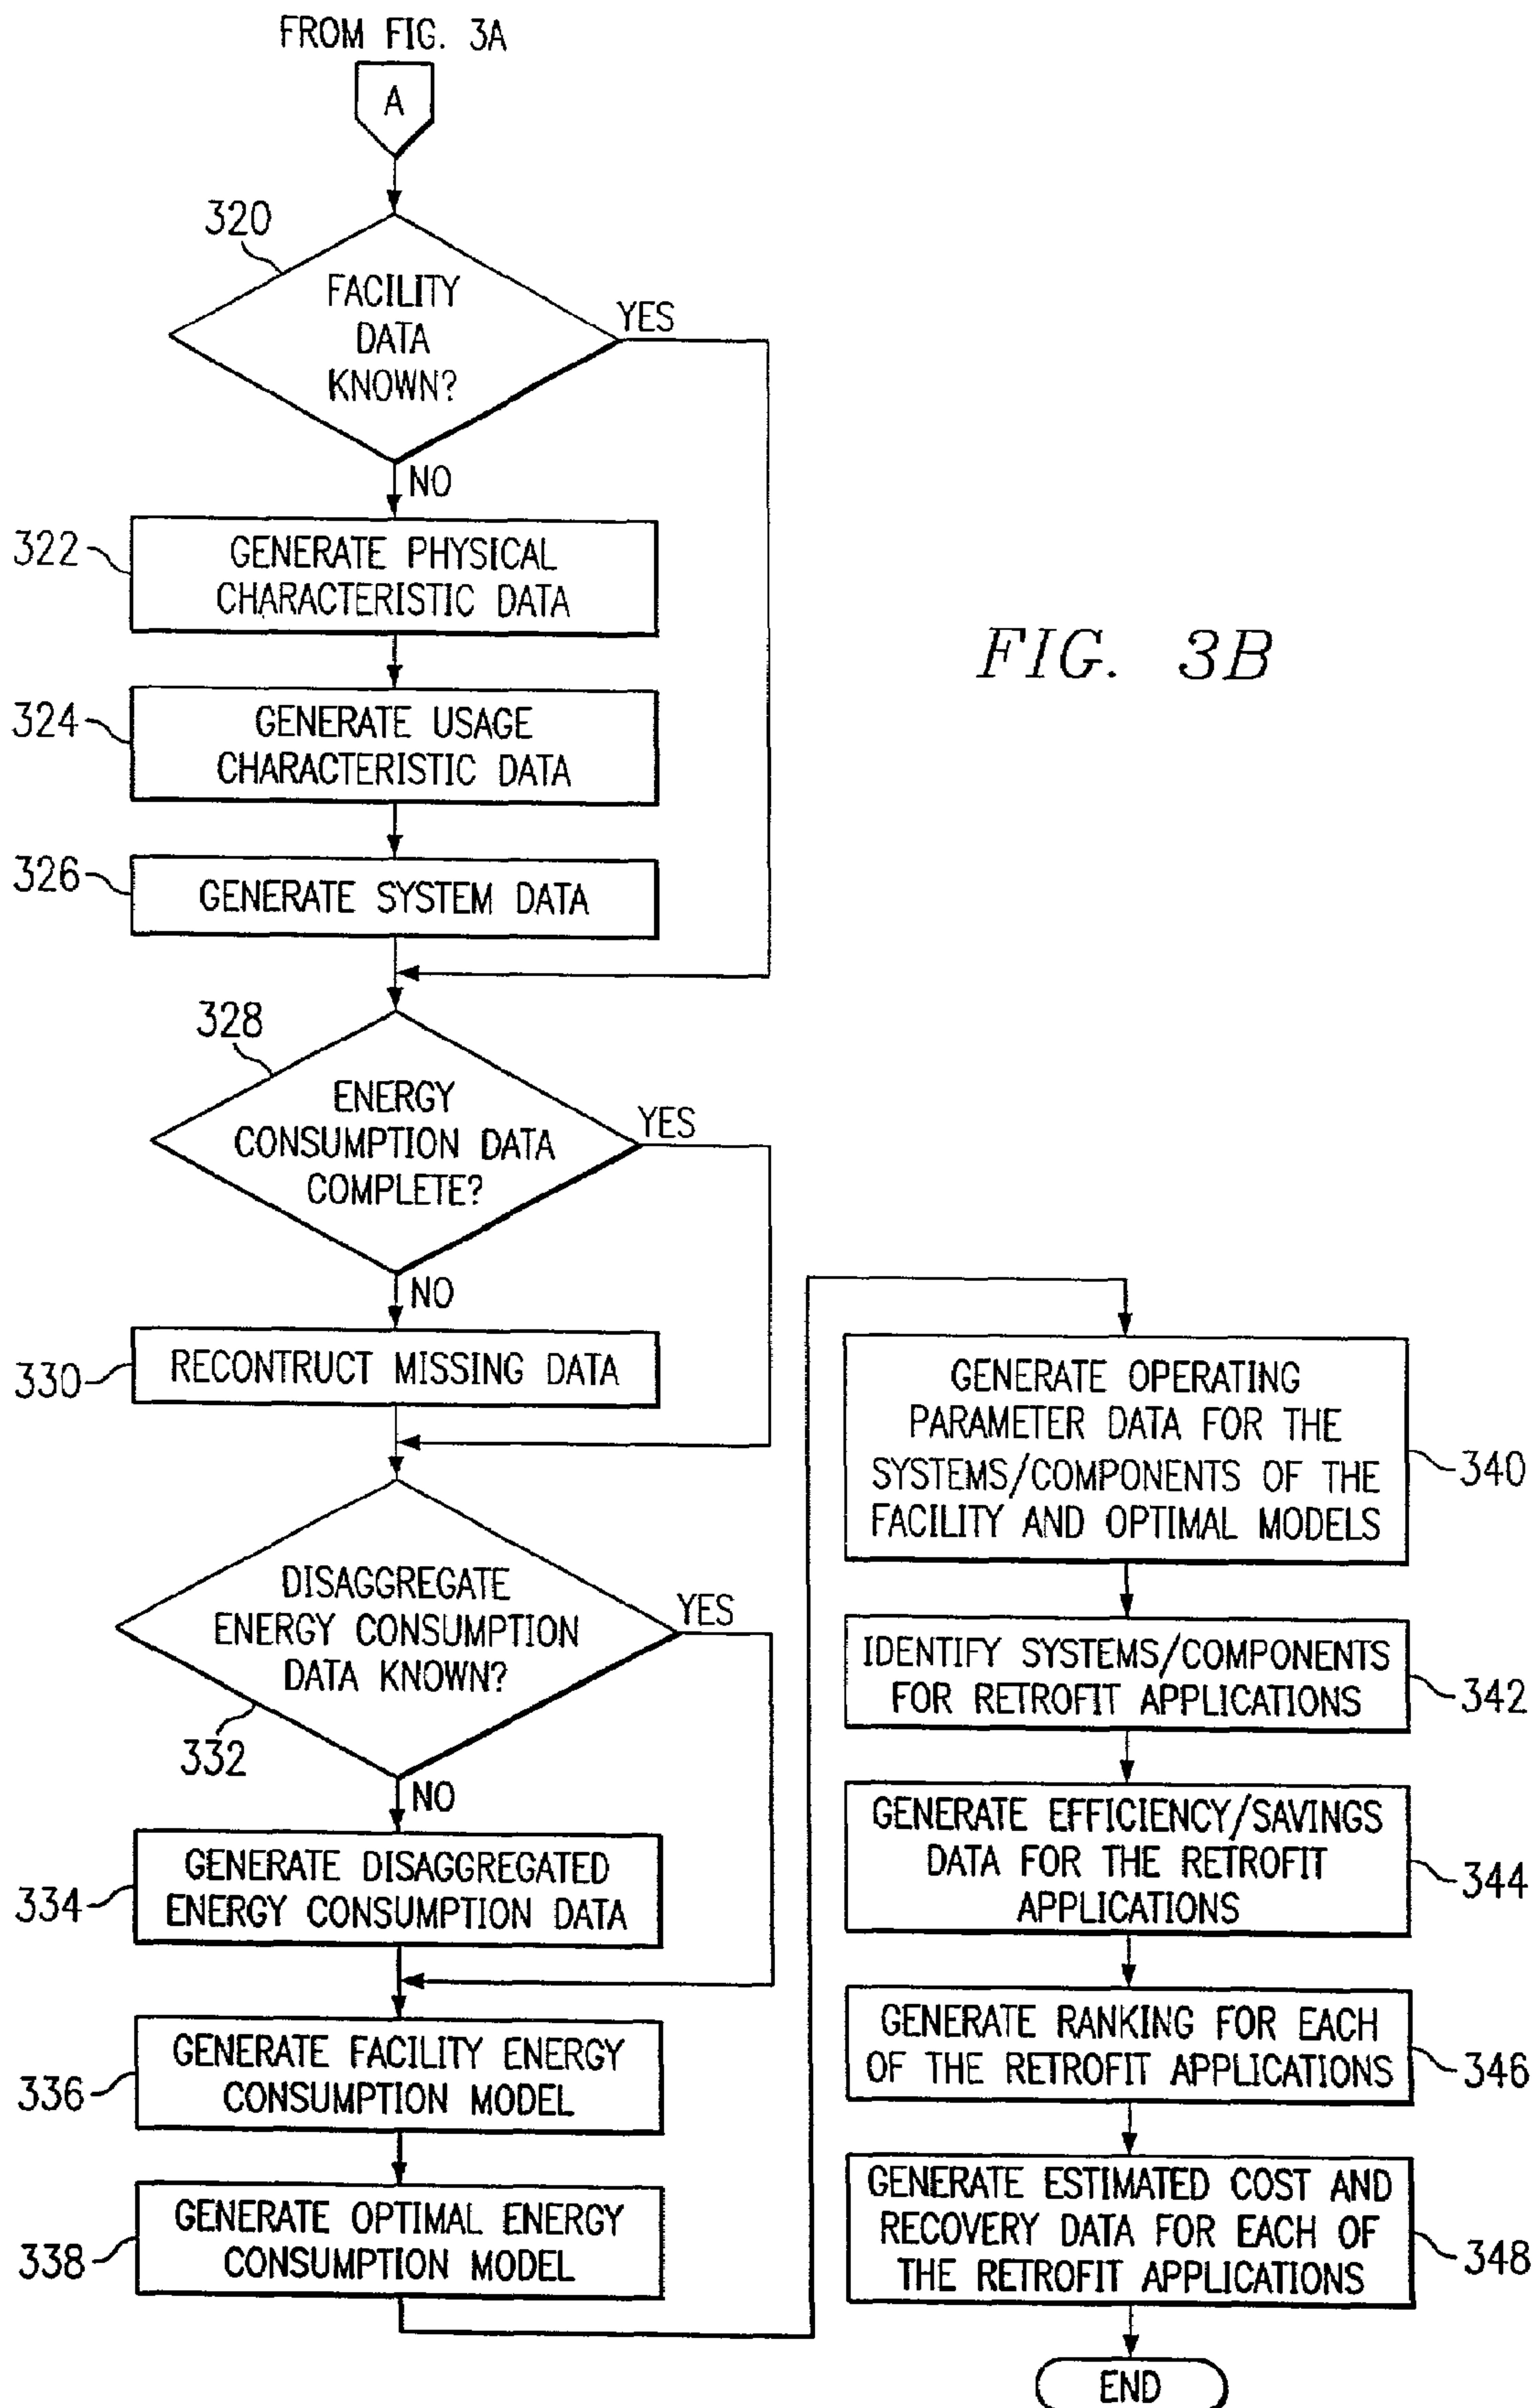 FROM FIG. 3A
A
320
FACILITY
DATA
KNOWN?
YES
NO
322
GENERATE PHYSICAL
CHARACTERISTIC DATA
324
GENERATE USAGE
CHARACTERISTIC DATA
326
GENERATE SYSTEM DATA
328
ENERGY
CONSUMPTION DATA
COMPLETE?
YES
NO
330
RECONTRUCT MISSING DATA
DISAGGREGATE
ENERGY CONSUMPTION
DATA KNOWN?
332
YES
NO
334
GENERATE DISAGGREGATED
ENERGY CONSUMPTION DATA
336
GENERATE FACILITY ENERGY
CONSUMPTION MODEL
338
GENERATE OPTIMAL ENERGY
CONSUMPTION MODEL
FIG. 3B
GENERATE OPERATING
PARAMETER DATA FOR THE
SYSTEMS/COMPONENTS OF THE
FACILITY AND OPTIMAL MODELS
340
IDENTIFY SYSTEMS/COMPONENTS
FOR RETROFIT APPLICATIONS
342
GENERATE EFFICIENCY/SAVINGS
DATA FOR THE RETROFIT
APPLICATIONS
344
GENERATE RANKING FOR EACH
OF THE RETROFIT APPLICATIONS
346
GENERATE ESTIMATED COST AND
RECOVERY DATA FOR EACH OF
THE RETROFIT APPLICATIONS
348
END